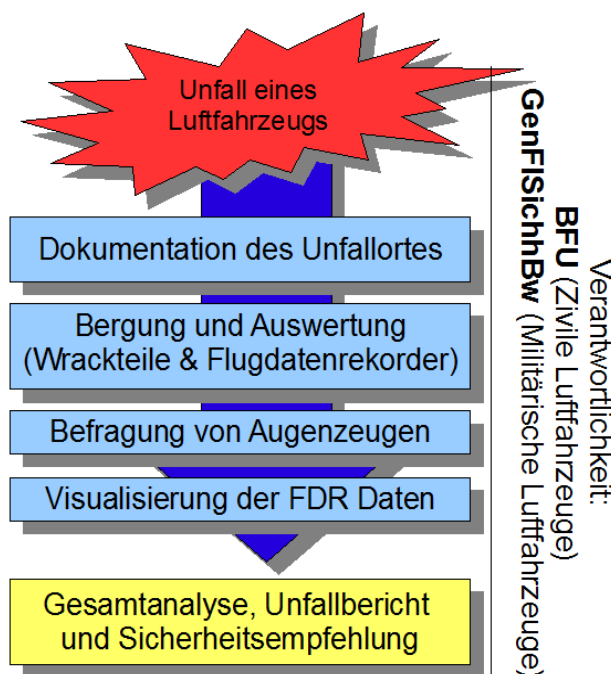 Unfall eines
Luftfahrzeugs
Dokumentation des Unfallortes
Bergung und Auswertung
(Wrackteile & Flugdatenrekorder)
Befragung von Augenzeugen
Visualisierung der FDR Daten
Gesamtanalyse, Unfallbericht
und Sicherheitsempfehlung
Verantwortlichkeit:
BFU (Zivile Luftfahrzeuge)
GenFlSichhBw (Militärische Luftfahrzeuge)